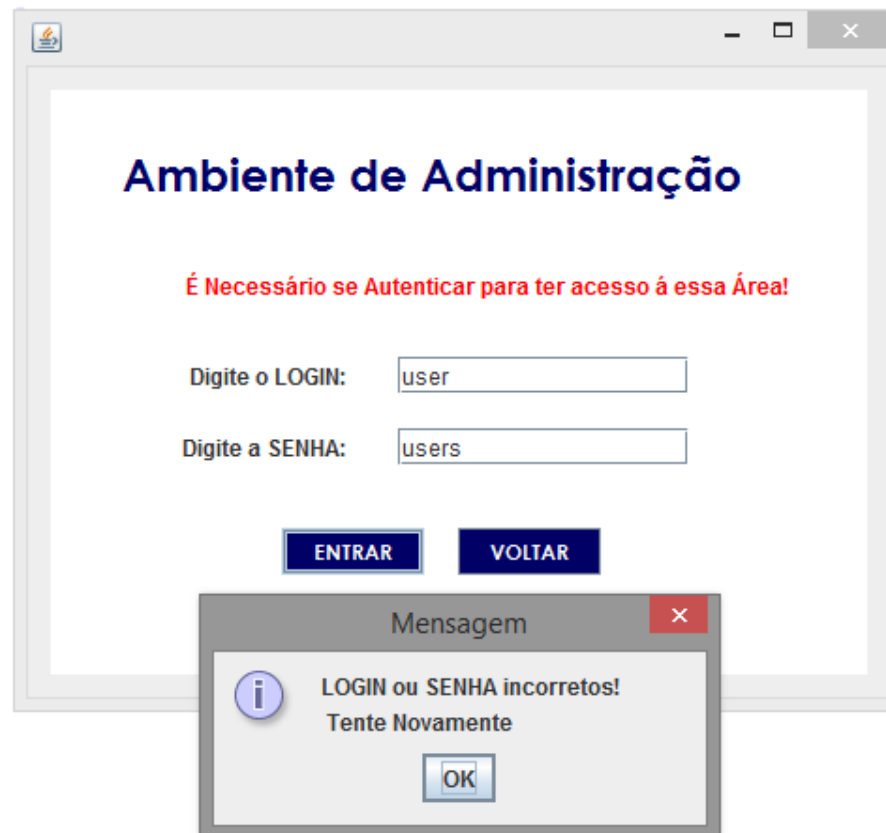 Ambiente de Administração
É Necessário se Autenticar para ter acesso á essa Área!
Digite o LOGIN: user
Digite a SENHA: users
ENTRAR VOLTAR
Mensagem
LOGIN ou SENHA incorretos!
Tente Novamente
OK